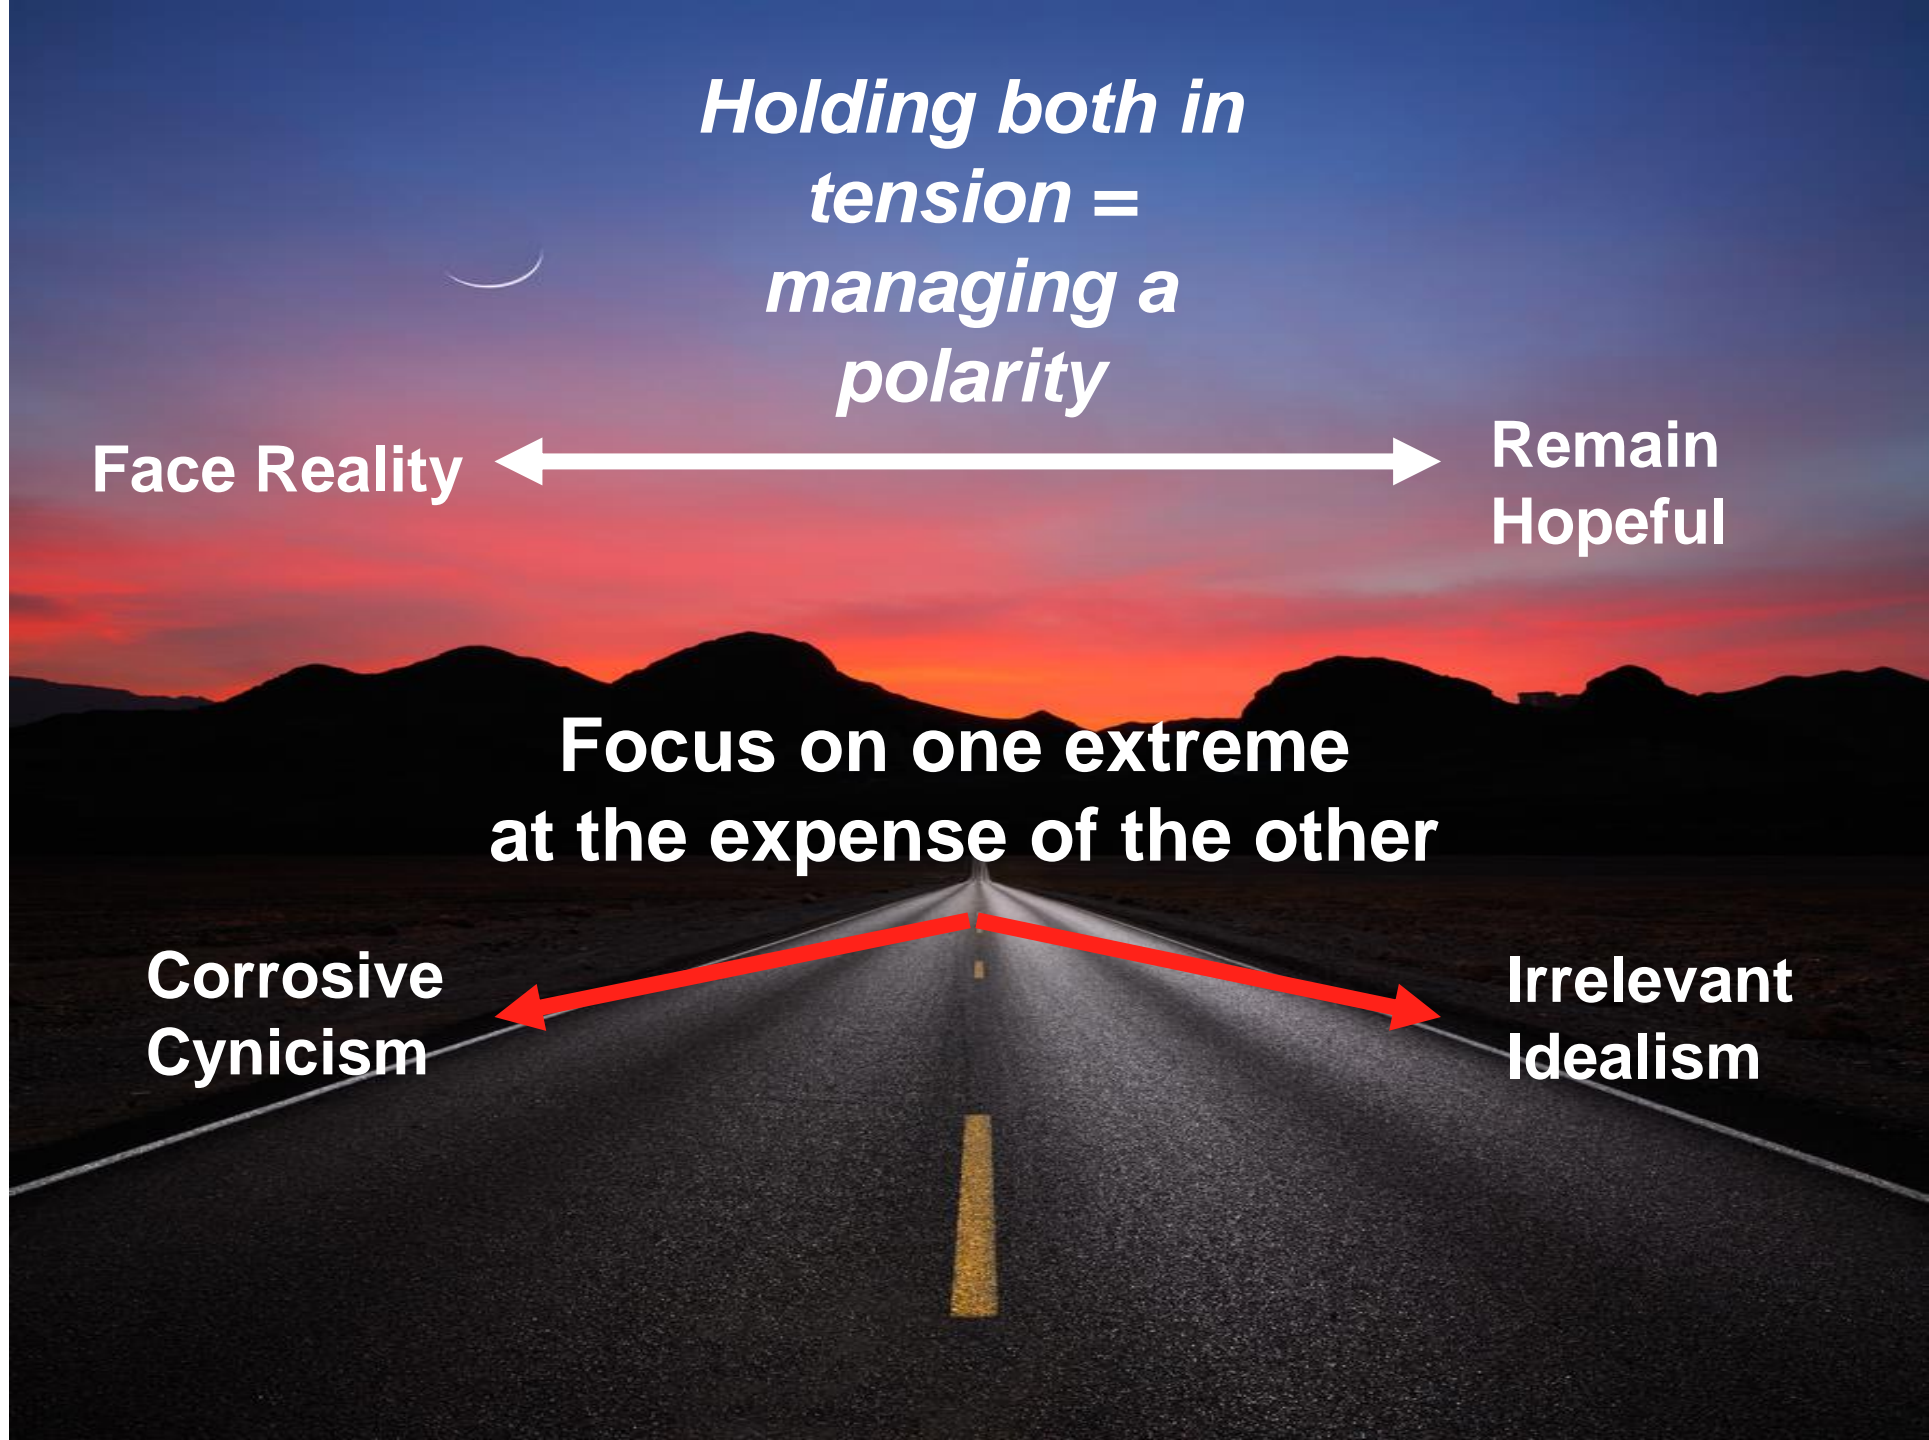 Holding both in
tension =
managing a
polarity
Face Reality
Remain
Hopeful
Focus on one extreme
at the expense of the other
Corrosive
Cynicism
Irrelevant
Idealism